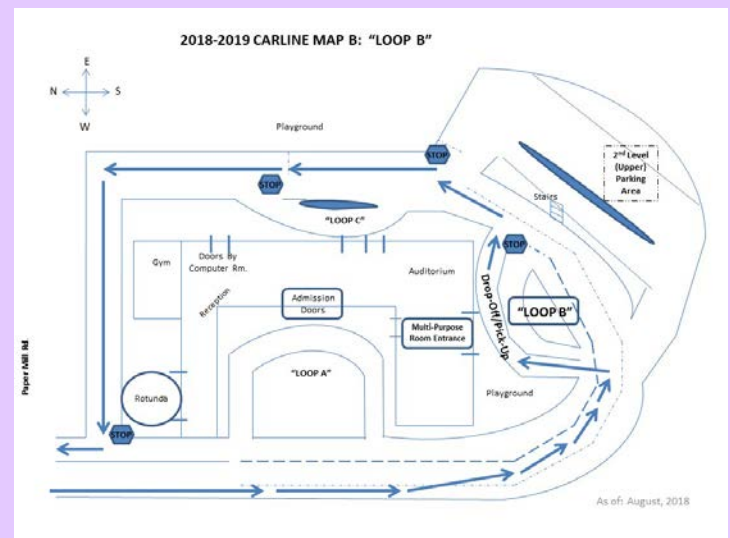 2018-2019 CARLINE MAP B: “LOOP B”
E
N
S
W
Playground
STOP
2nd Level
(Upper)
Parking
Area
STOP
Stairs
“LOOP C”
STOP
Gym
Doors By
Computer Rm.
Auditorium
Reception
Admission
Doors
Drop-Off/Pick-Up
“LOOP B”
Multi-Purpose
Room Entrance
Paper Mill Rd.
“LOOP A”
Rotunda
Playground
STOP
As of: August, 2018